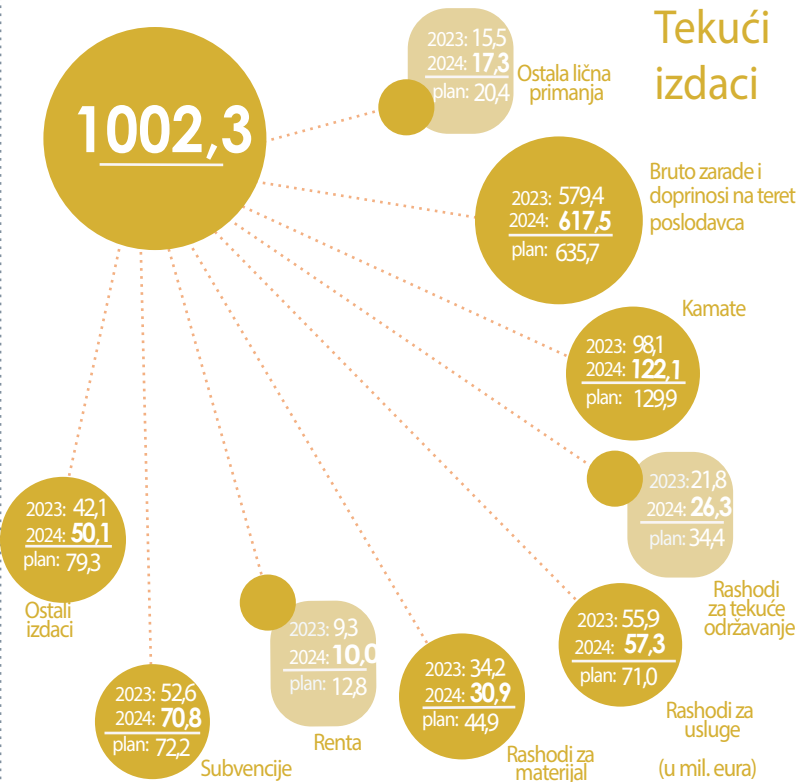 Tekući
izdaci
1002,3
2023: 15,5
2024: 17,3
plan: 20,4
Ostala lična
primanja
2023: 579,4
2024: 617,5
plan: 635,7
Bruto zarade i
doprinosi na teret
poslodavca
Kamate
2023: 98,1
2024: 122,1
plan: 129,9
2023: 21,8
2024: 26,3
plan: 34,4
Rashodi
za tekuće
održavanje
2023: 55,9
2024: 57,3
plan: 71,0
Rashodi za
usluge
2023: 34,2
2024: 30,9
plan: 44,9
Rashodi za
materijal
2023: 9,3
2024: 10,0
plan: 12,8
Renta
2023: 52,6
2024: 70,8
plan: 72,2
Subvencije
2023: 42,1
2024: 50,1
plan: 79,3
Ostali
izdaci
(u mil. eura)